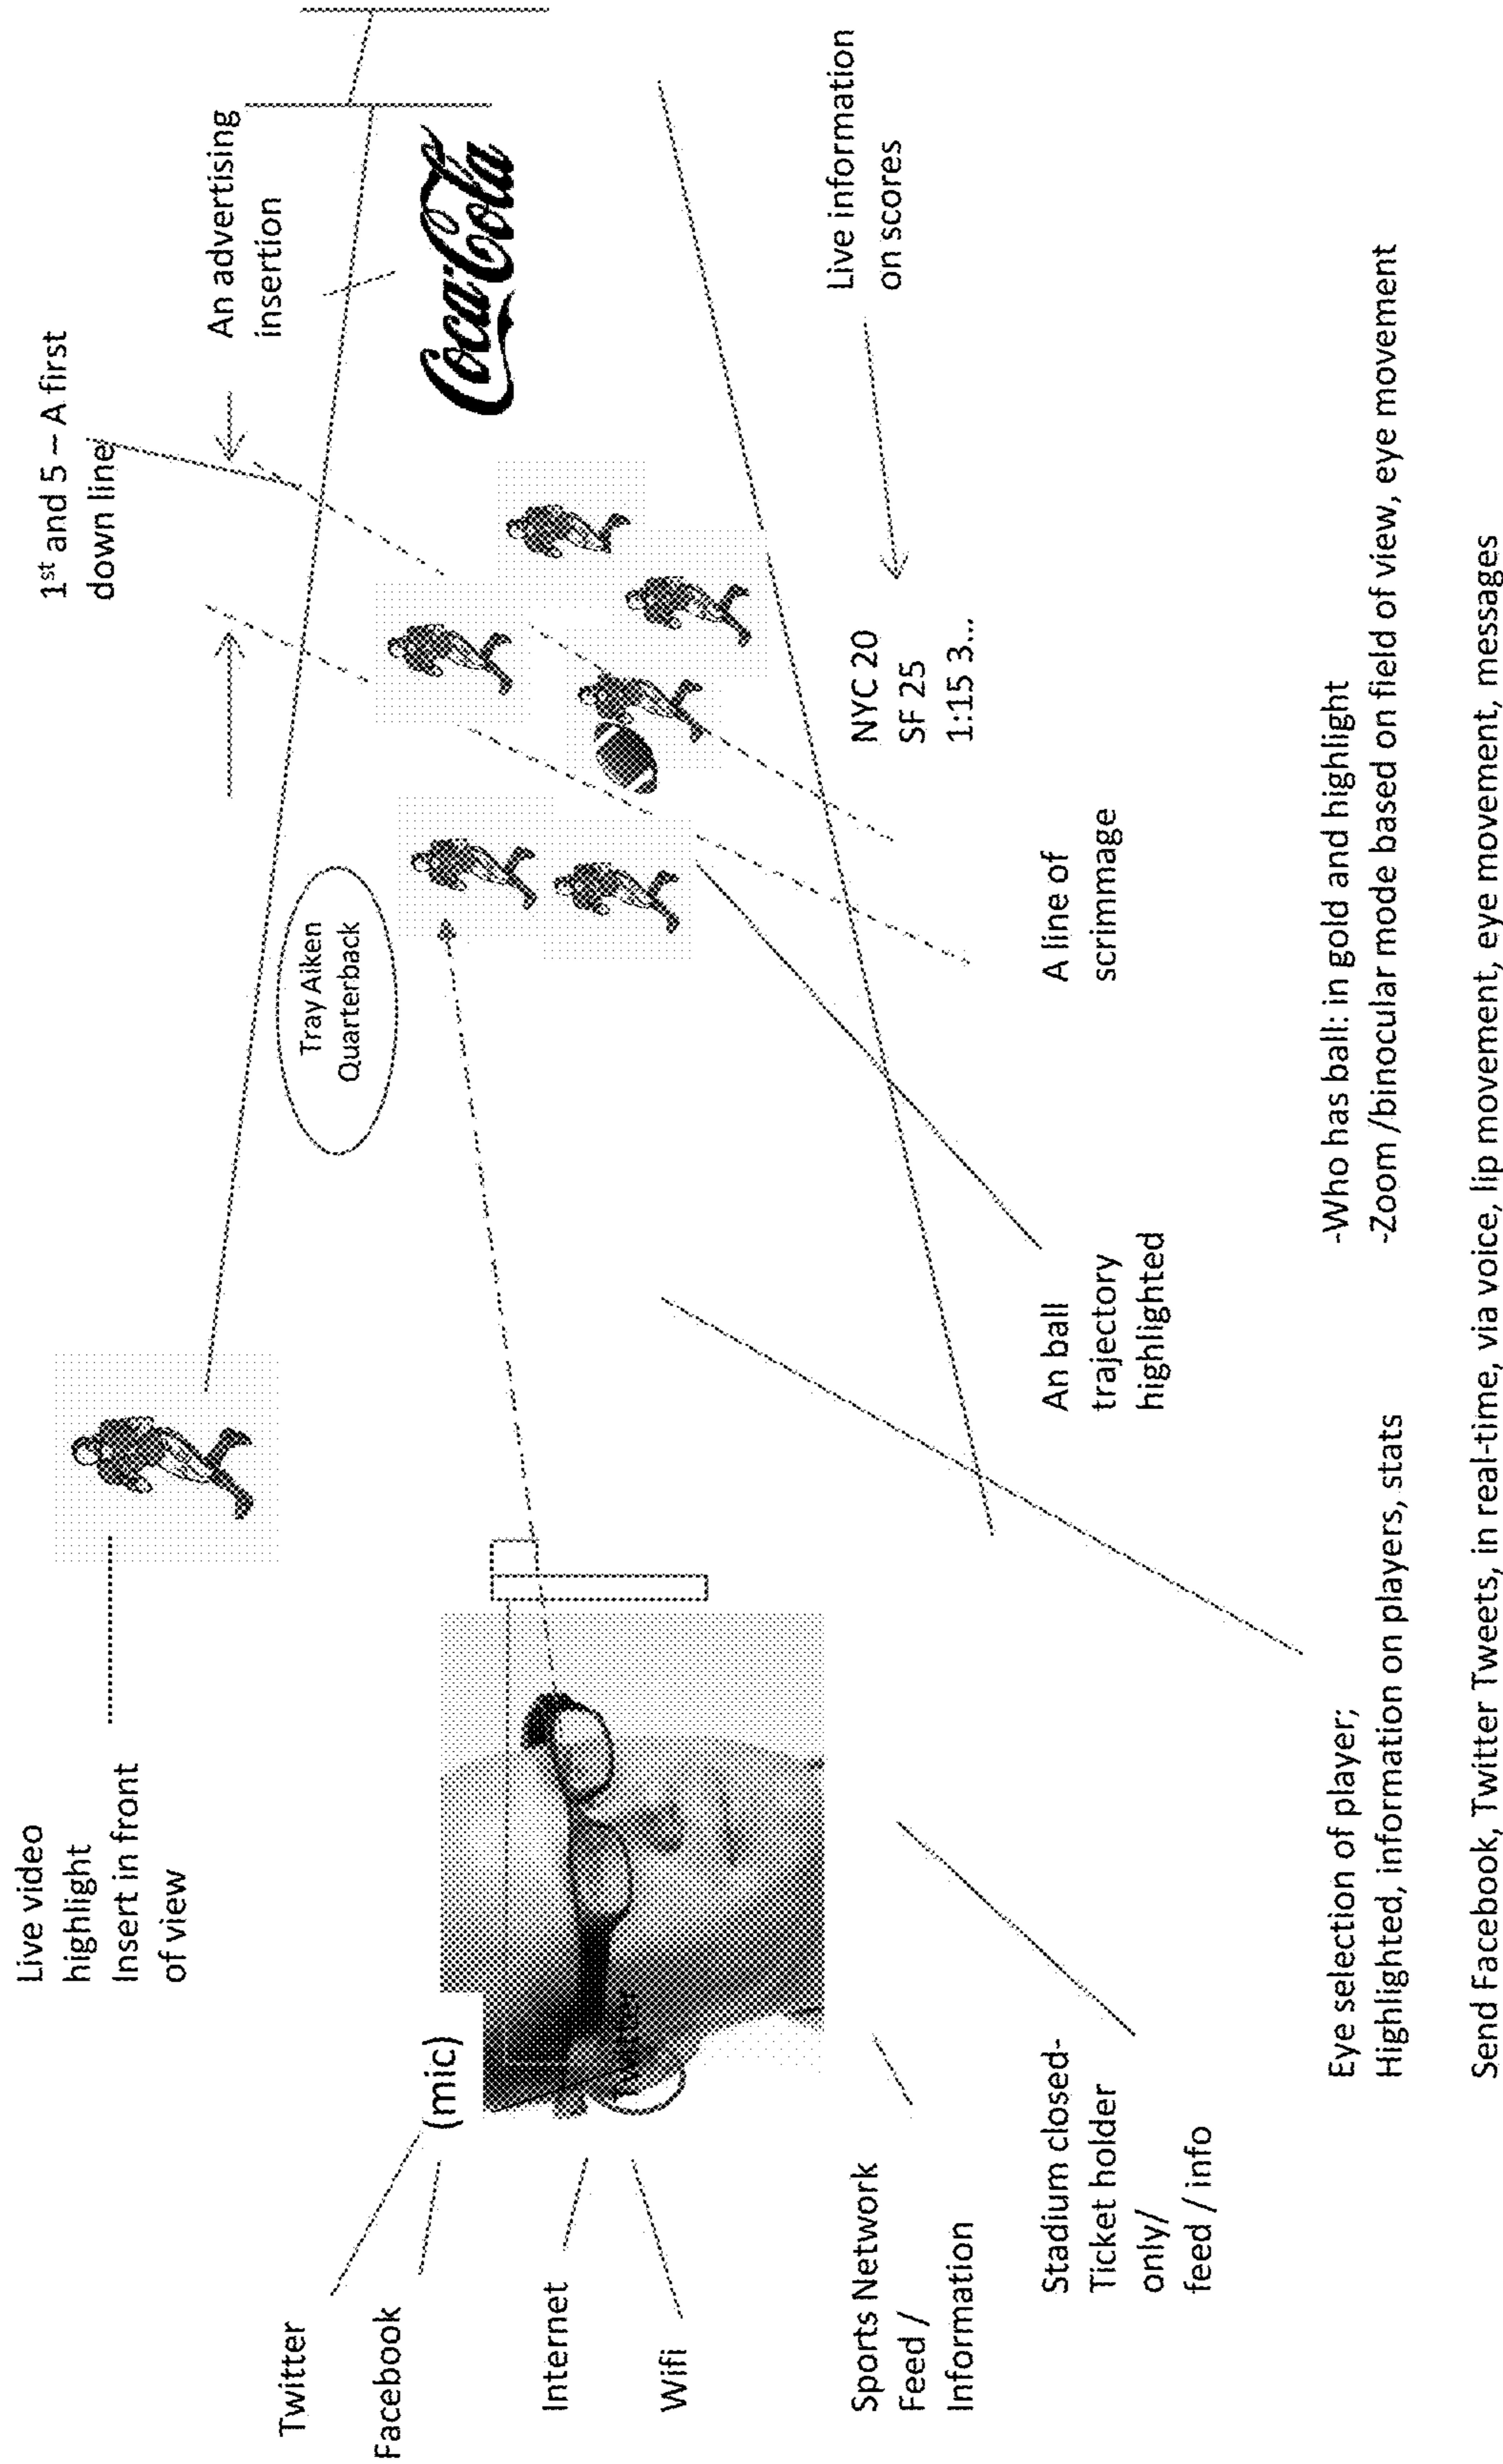 Live video
highlight
Insert in front
of view
1st and 5 – A first
down line
An advertising
insertion
Twitter
Facebook
(mic)
Internet
Wifi
Twitter
Tray Aiken
Quarterback
Coca-Cola
Sports Network
Feed /
Information
Stadium closed-
Ticket holder
only/
feed / info
An ball
trajectory
highlighted
A line of
scrimmage
NYC 20
SF 25
1:15 3...
Live information
on scores
Eye selection of player;
Highlighted, information on players, stats
-Who has ball: in gold and highlight
-Zoom /binocular mode based on field of view, eye movement
Send Facebook, Twitter Tweets, in real-time, via voice, lip movement, eye movement, messages